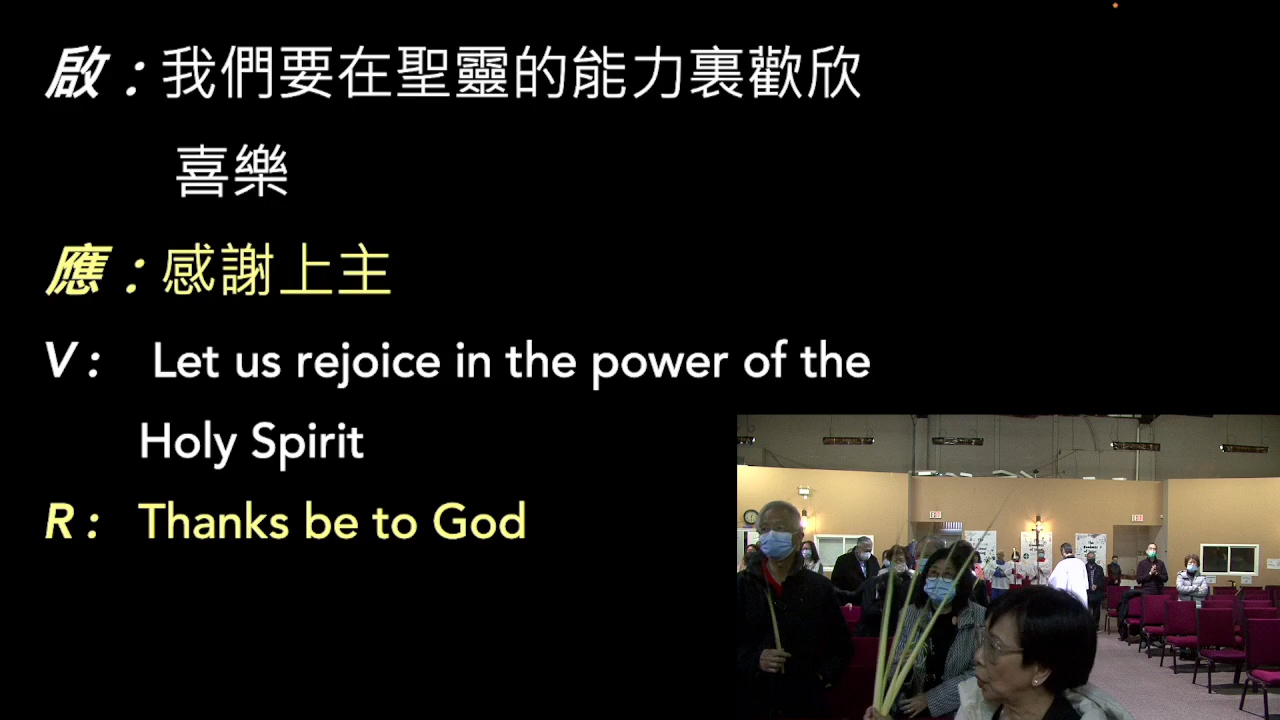 啟：我們要在聖靈的能力裏歡欣
喜樂
應：感謝上主
V : Let us rejoice in the power of the
Holy Spirit
R : Thanks be to God